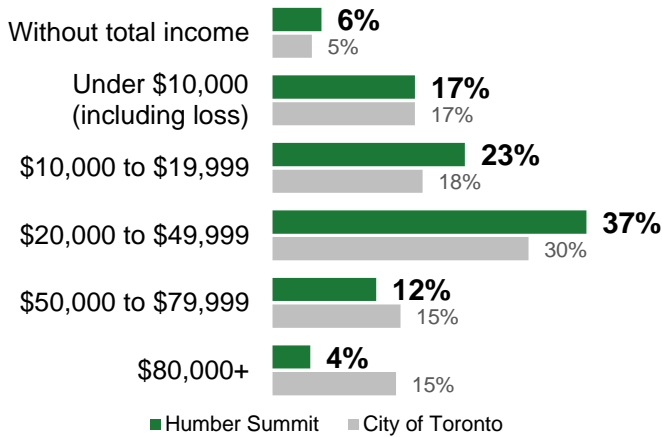 Without total income
6%
5%
Under $10,000
(including loss)
17%
17%
$10,000 to $19,999
23%
18%
$20,000 to $49,999
37%
30%
$50,000 to $79,999
12%
15%
$80,000+
4%
15%
Humber Summit City of Toronto